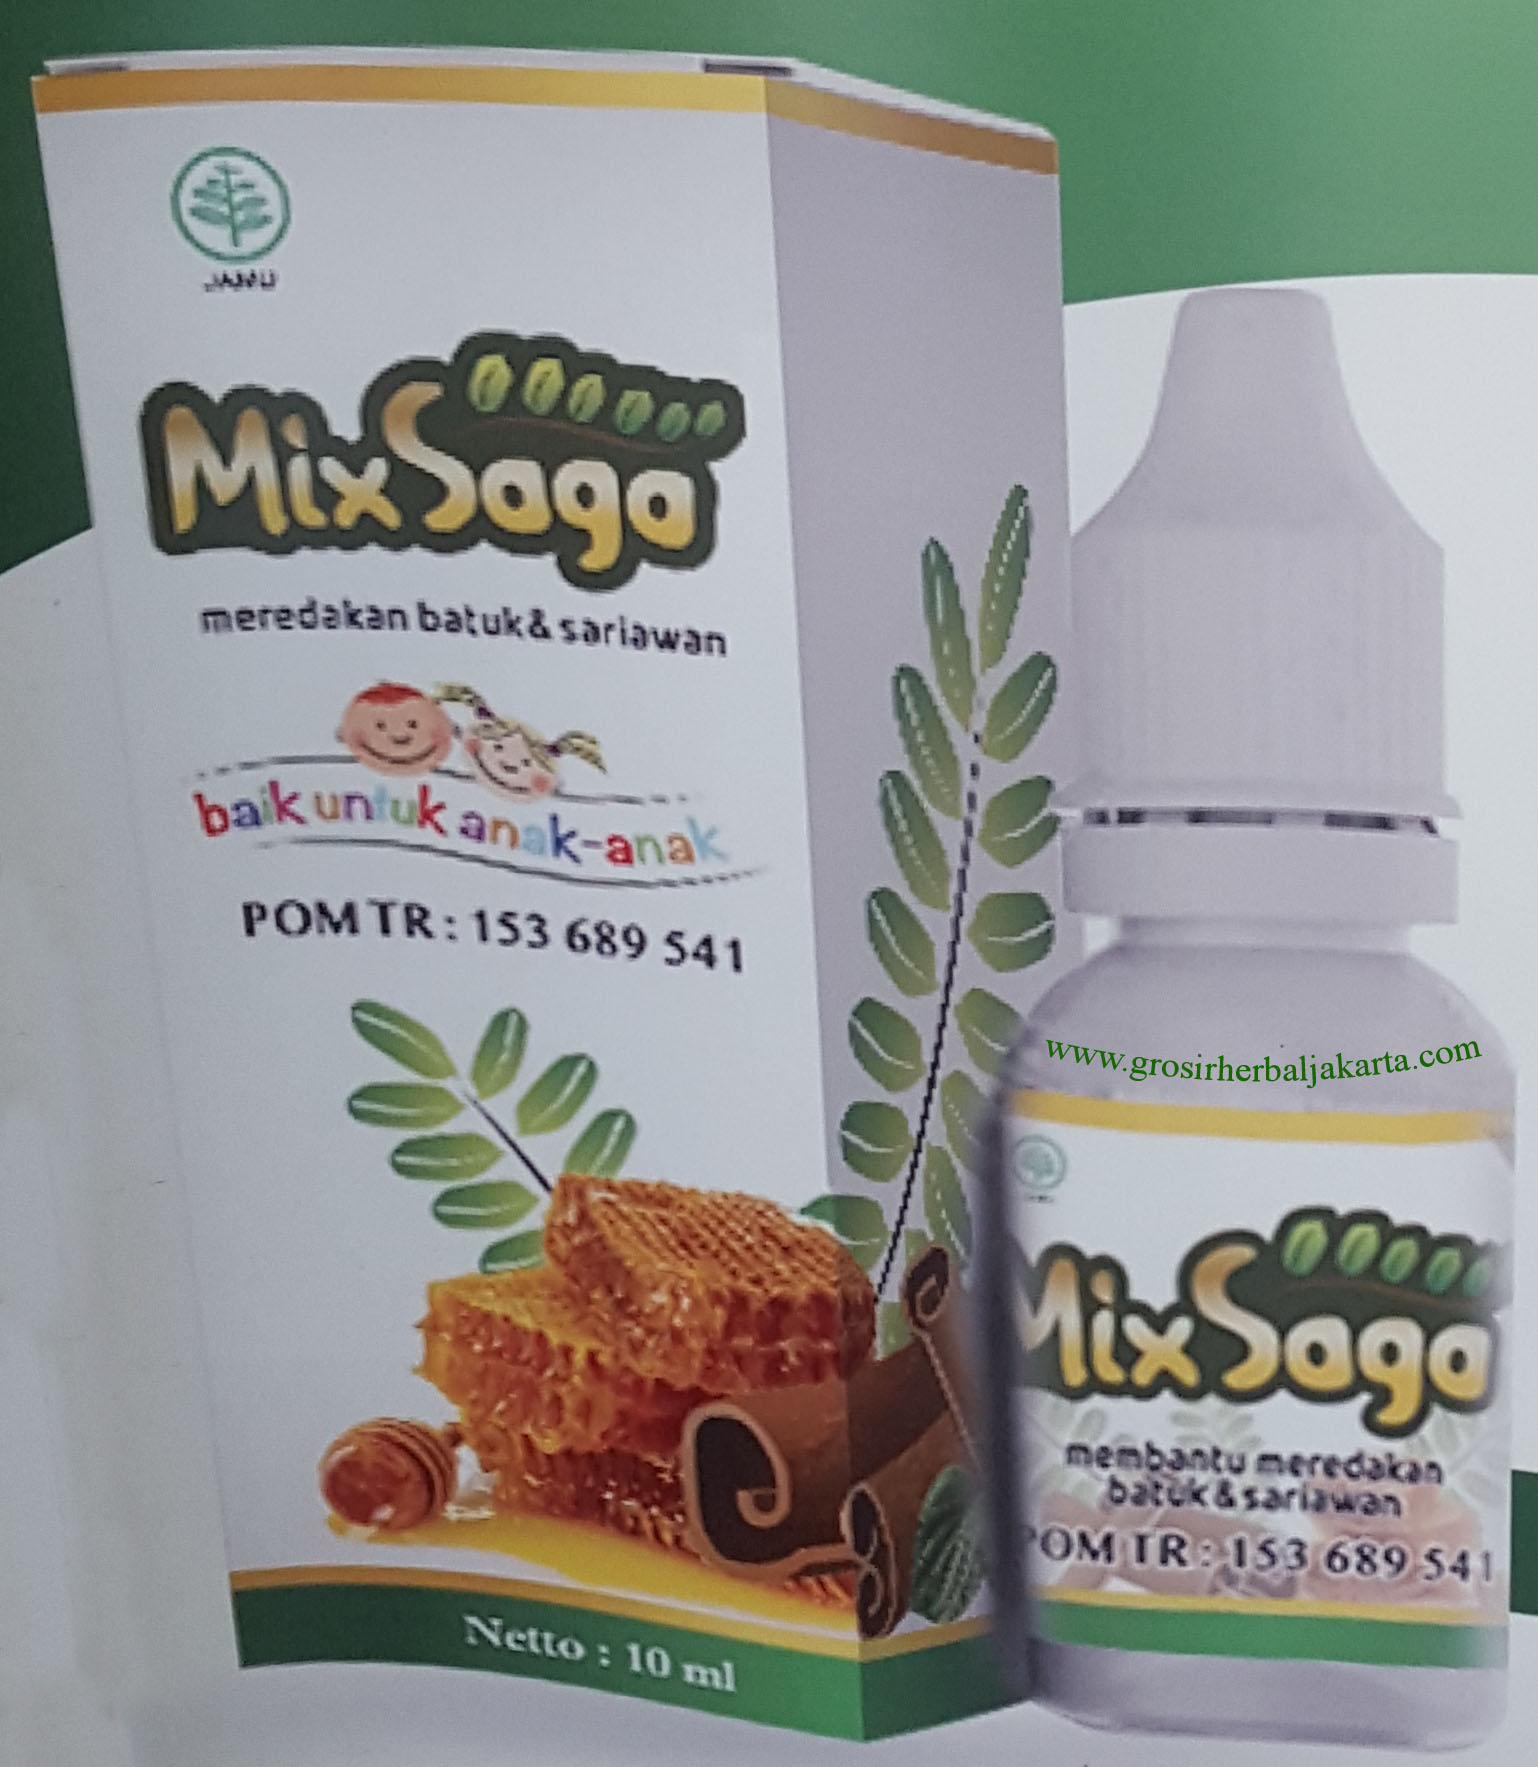 JAMU
MixSaga
meredakan batuk & sariawan
baik untuk anak-anak
POM TR : 153 689 541
Netto : 10 ml
www.grosirherbaljakarta.com
MixSaga
membantu meredakan
batuk & sariawan
POM TR : 153 689 541